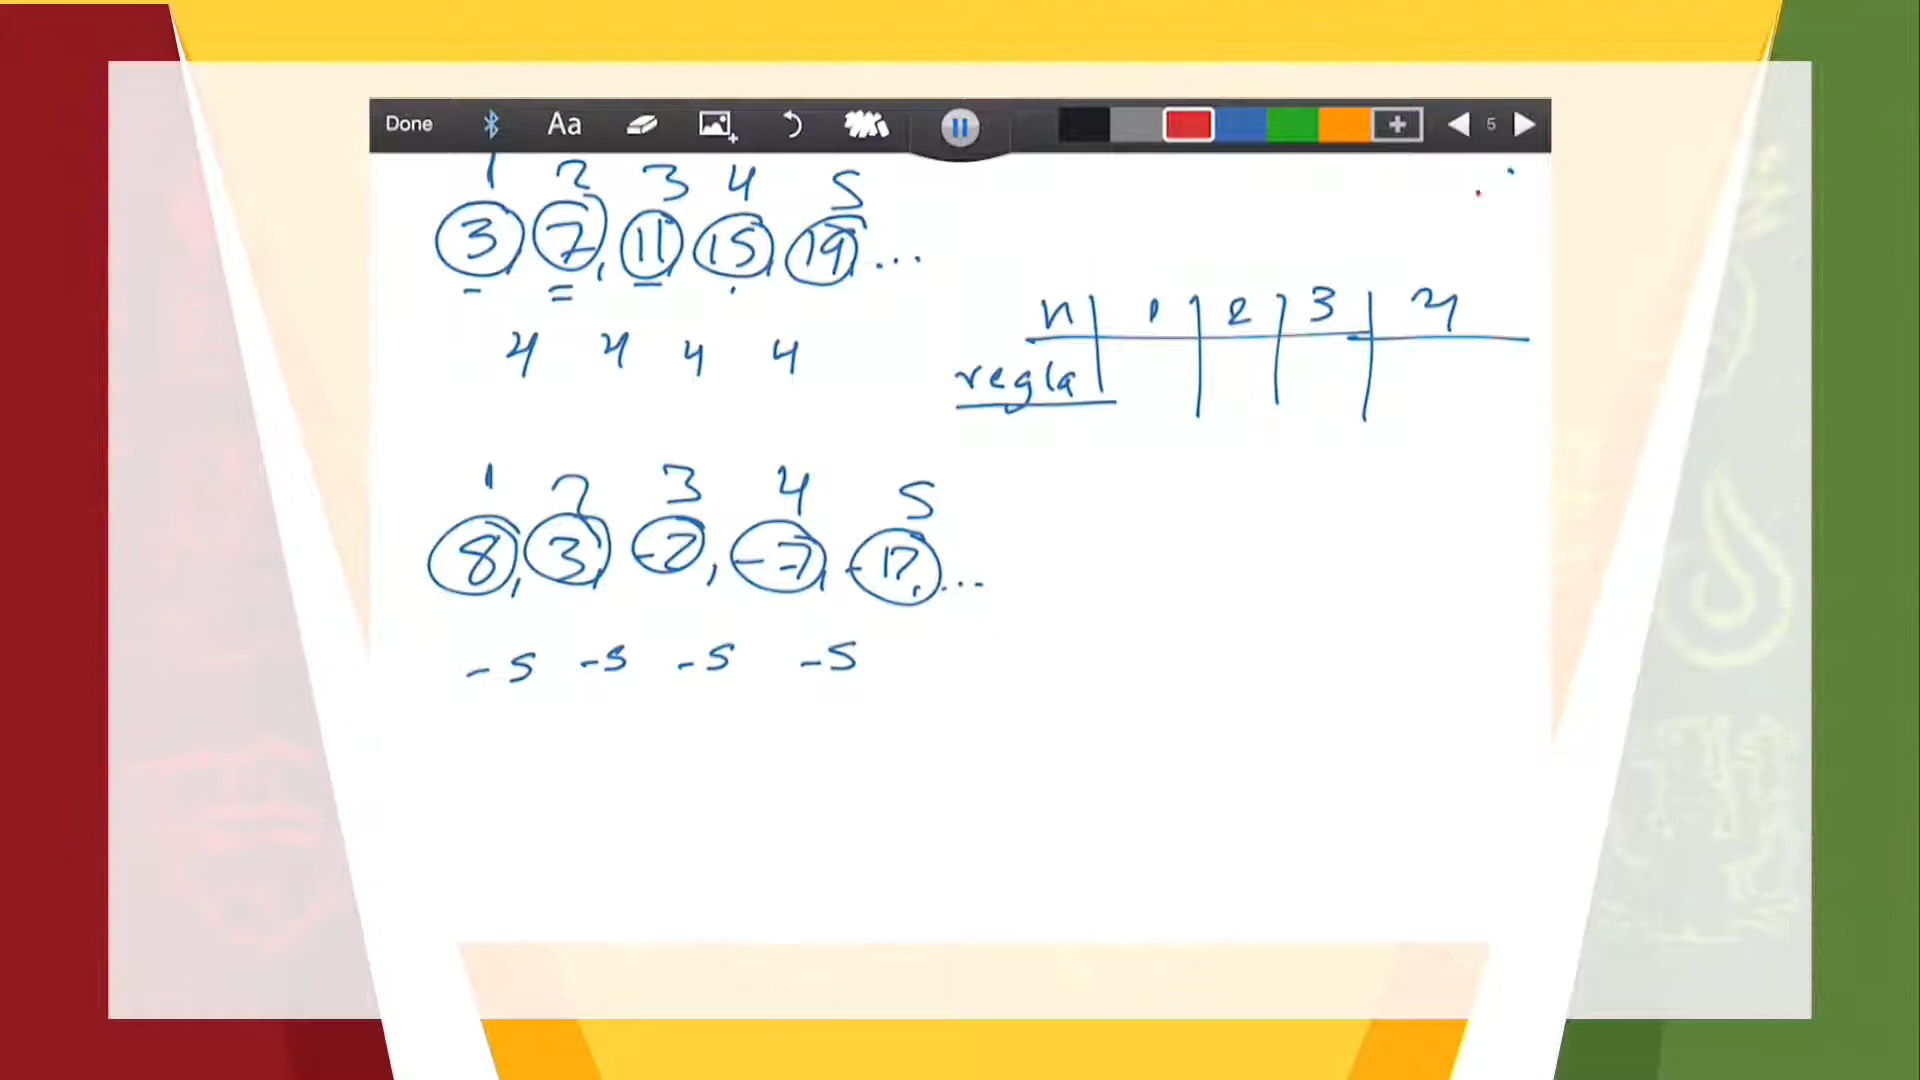 Done Aa 5
1 2 3 4 5
3, 7, 11, 15, 19, ...
4 4 4 4
n 1 2 3 4
regla
1 2 3 4 5
8, 3, -2, -7, -17, ...
-5 -5 -5 -5